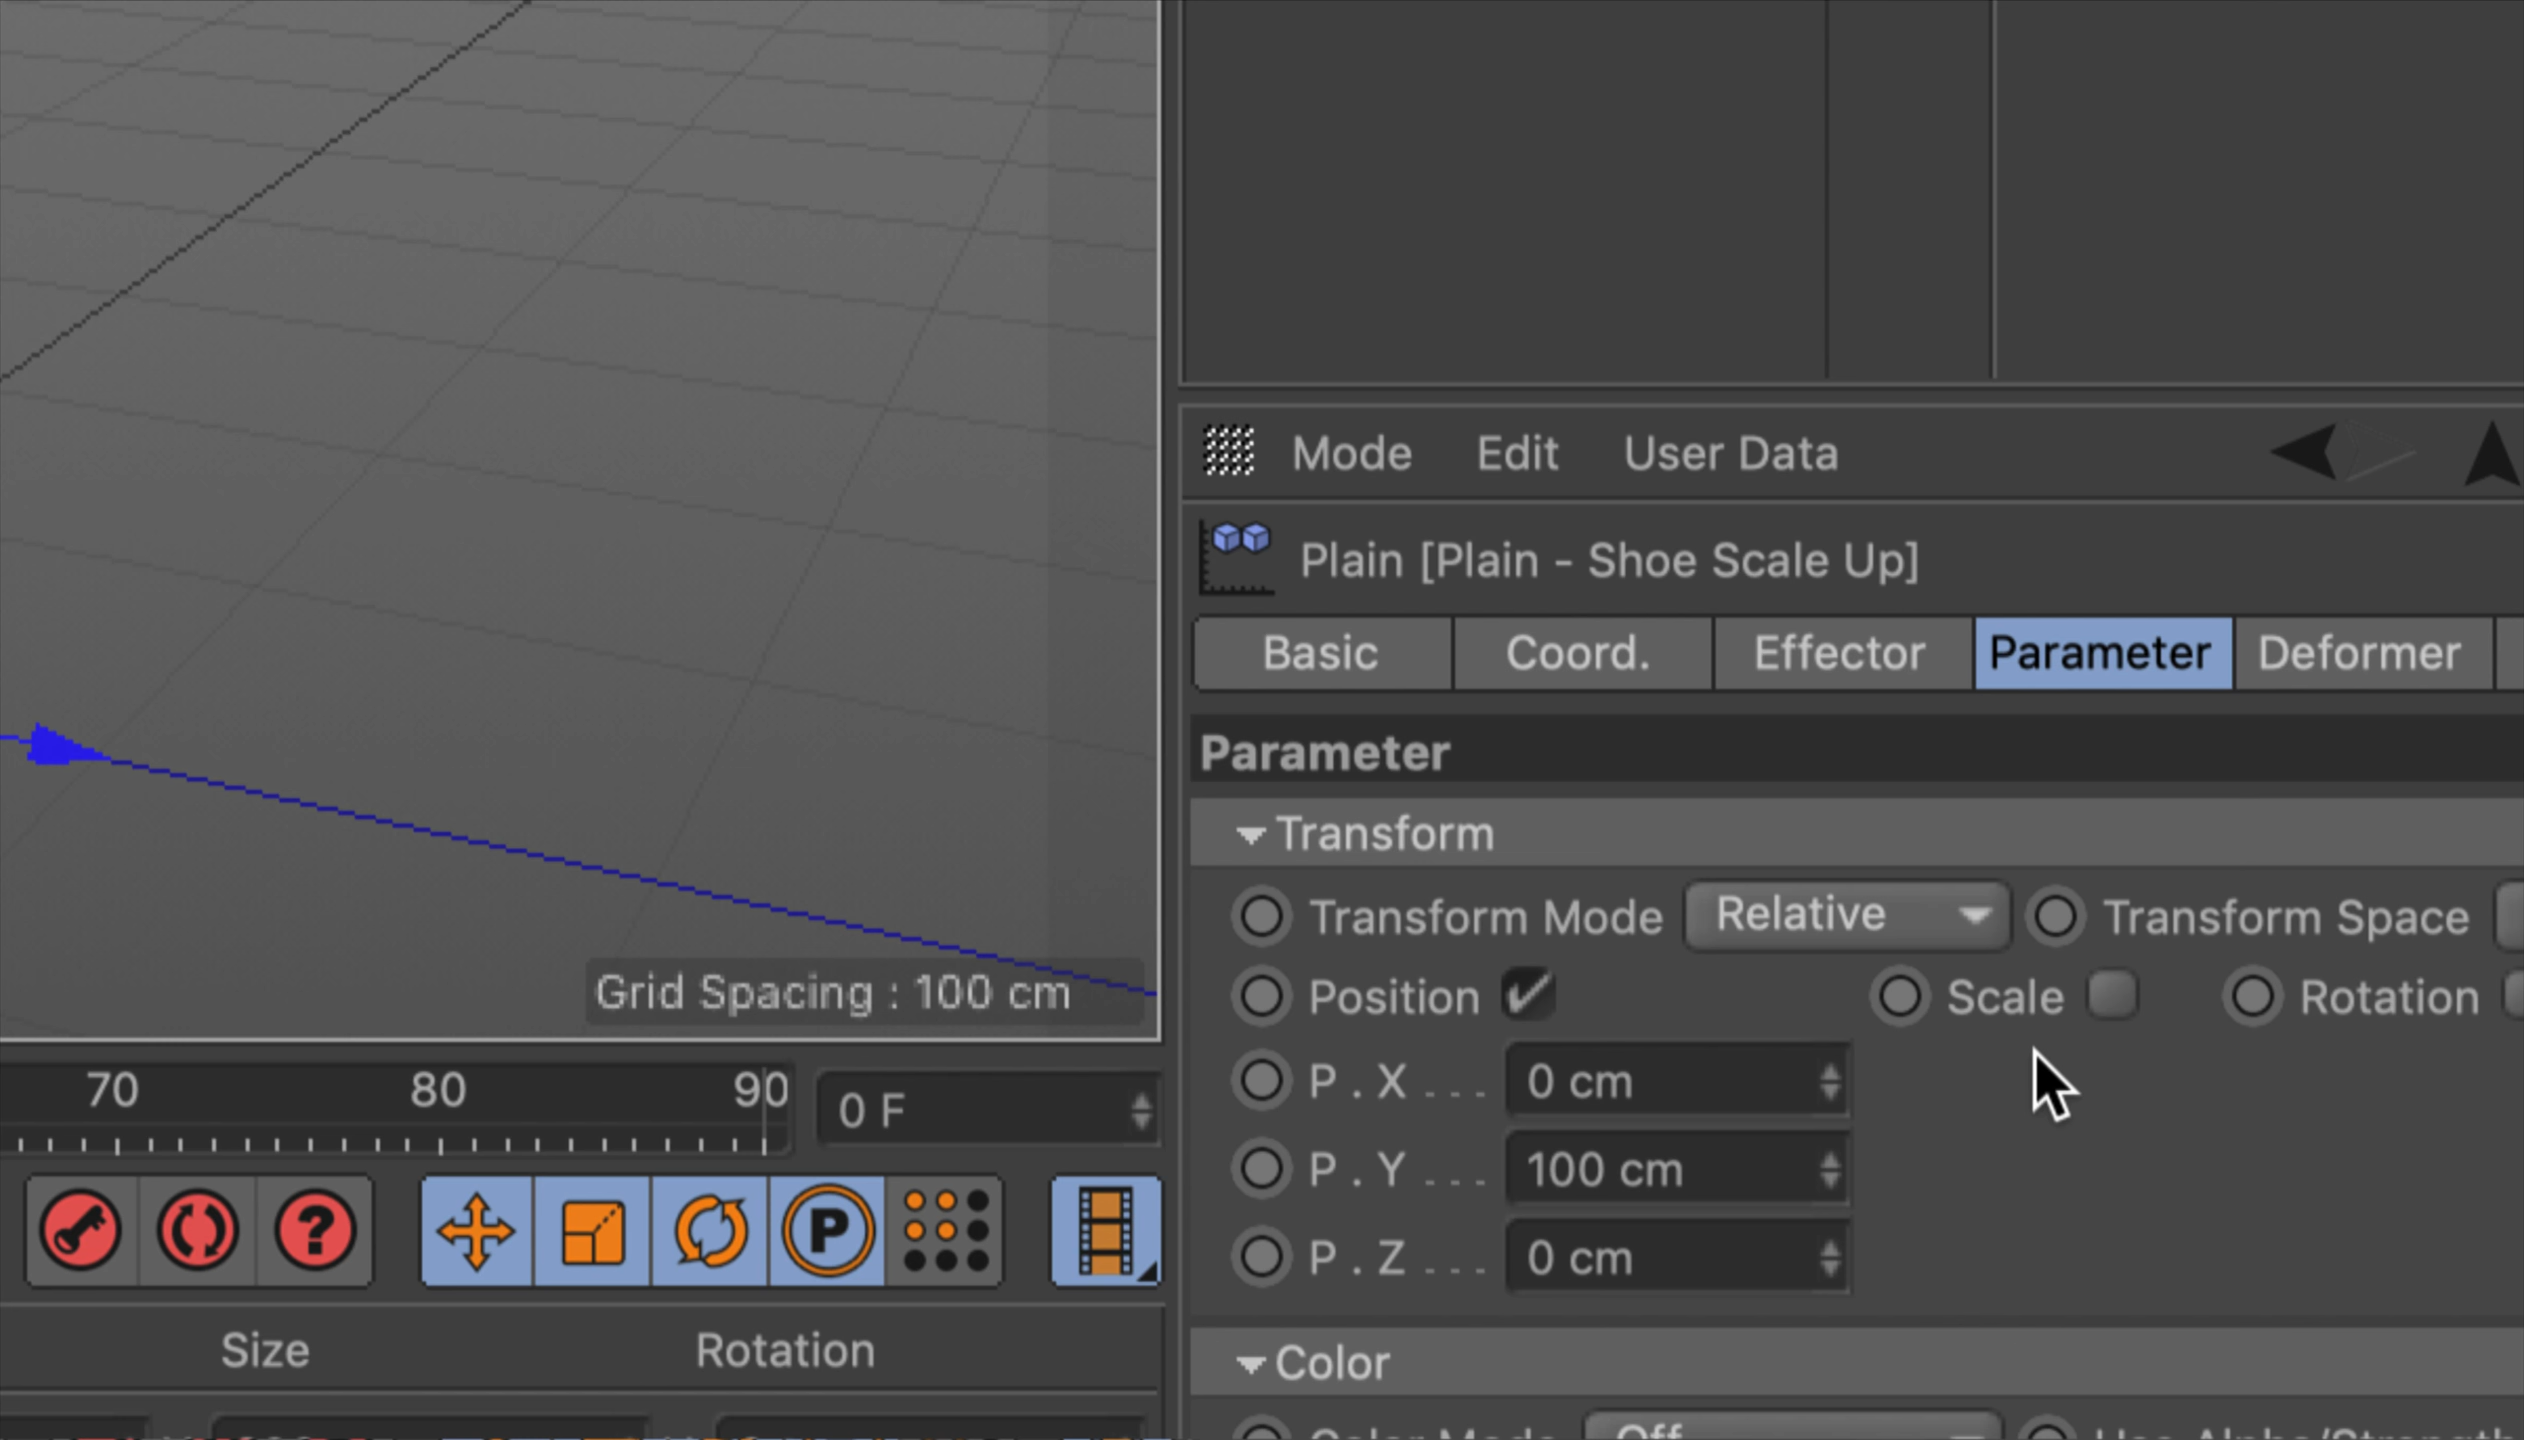 Mode Edit User Data
Plain [Plain - Shoe Scale Up]
Basic Coord. Effector Parameter Deformer
Parameter
Transform
Transform Mode Relative Transform Space
Position Scale Rotation
P . X . . . 0 cm
P . Y . . . 100 cm
P . Z . . . 0 cm
Color
Off
Grid Spacing : 100 cm
70 80 90 0 F
?
P
Size Rotation